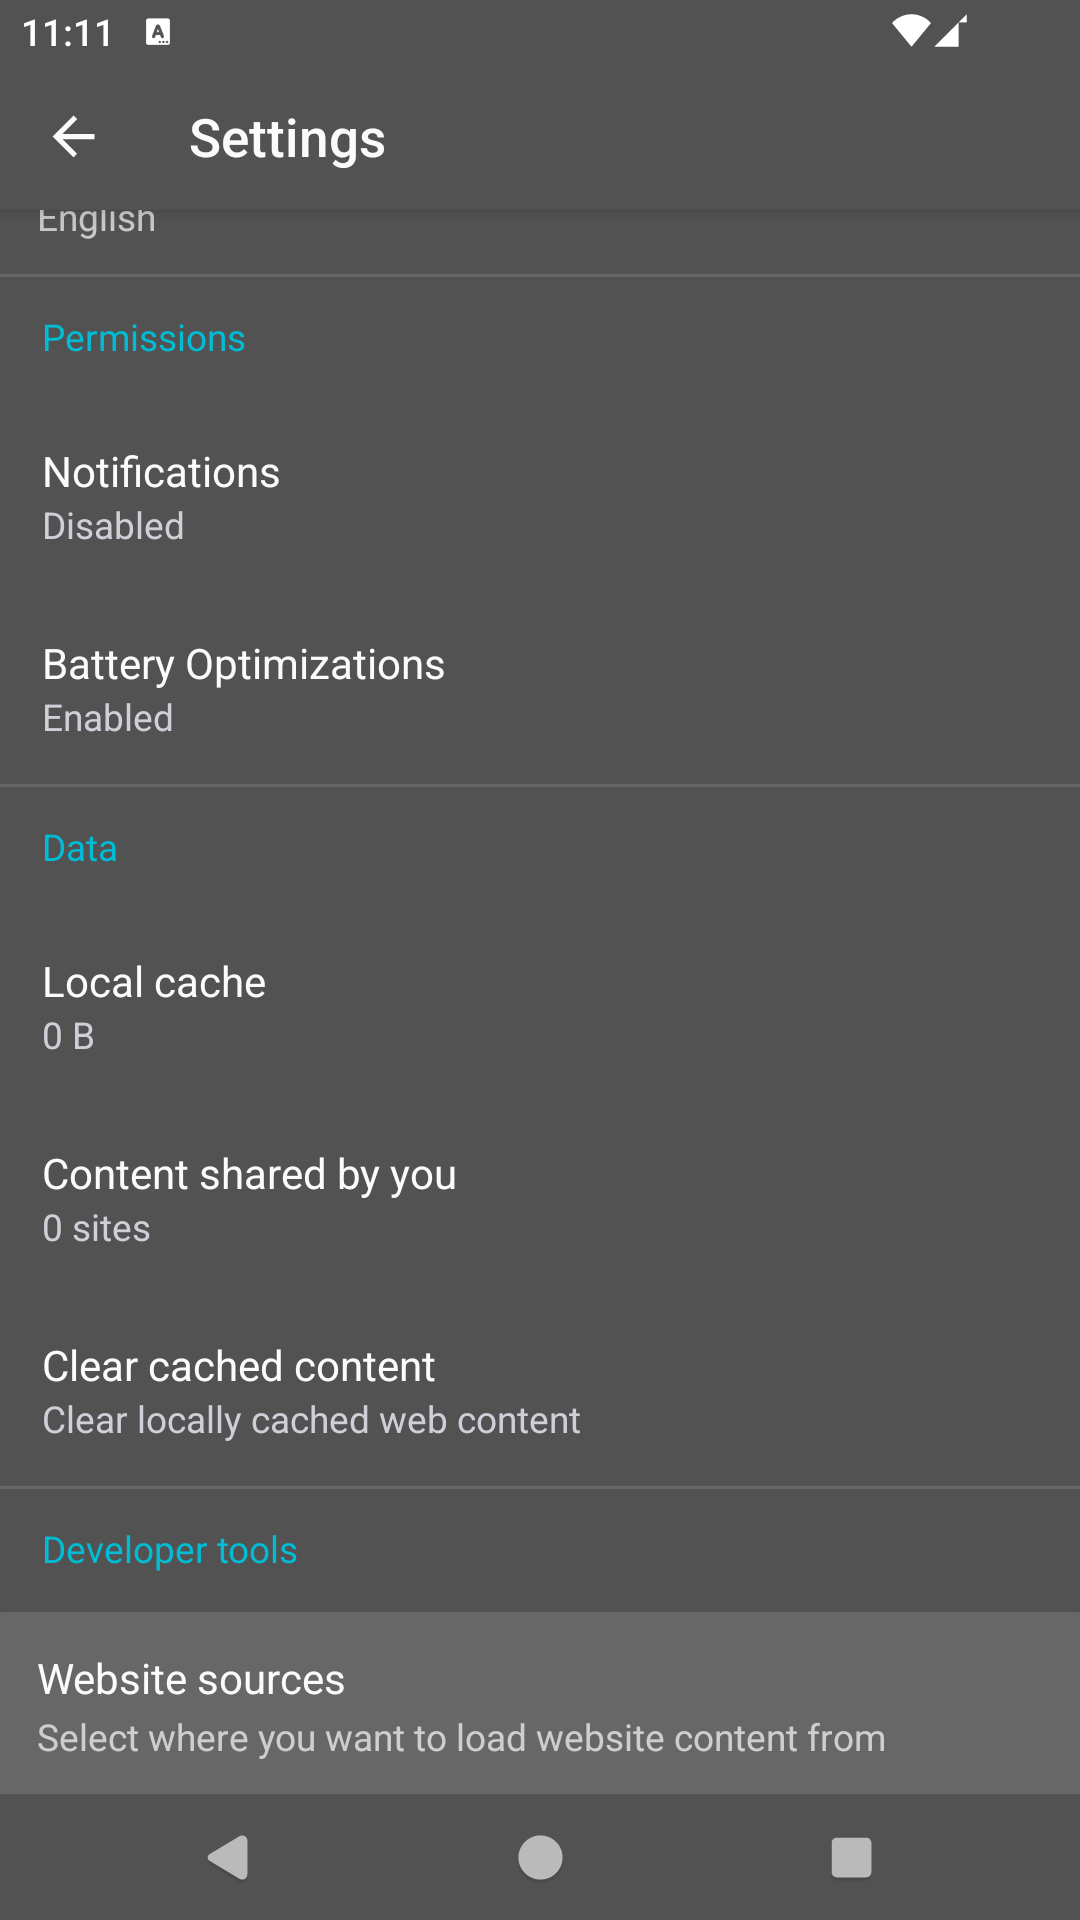 11:11
Settings
English
Permissions
Notifications
Disabled
Battery Optimizations
Enabled
Data
Local cache
0 B
Content shared by you
0 sites
Clear cached content
Clear locally cached web content
Developer tools
Website sources
Select where you want to load website content from